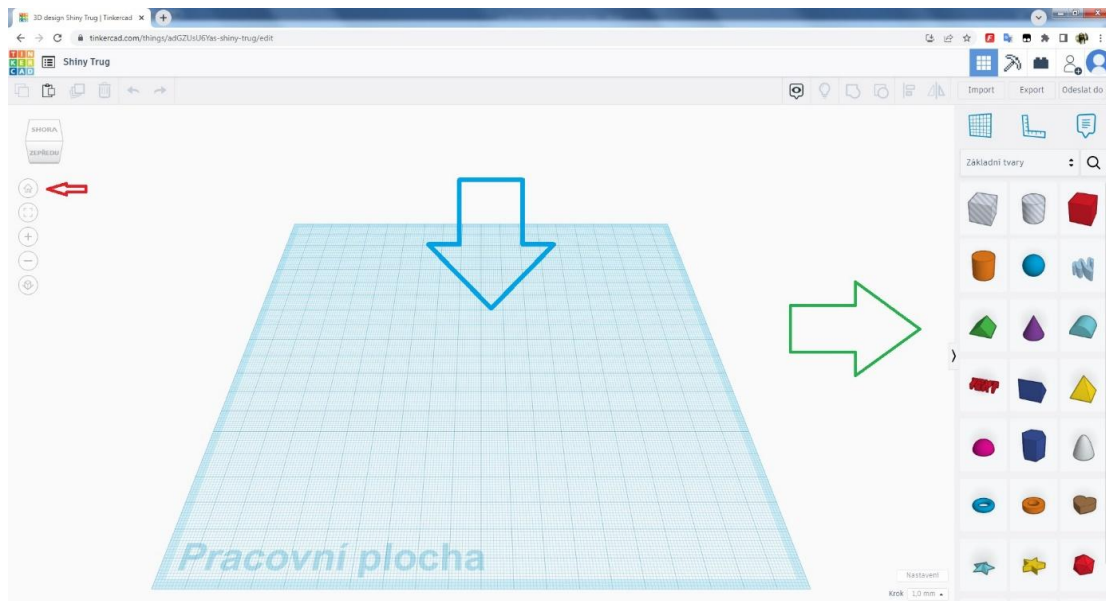 3D design Shiny Trug | Tinkercad
tinkercad.com/things/adGZUsU6Yas-shiny-trug/edit
TIN
KER
CAD
Shiny Trug
Import
Export
Odeslat do
SHORA
ZEPŘEDU
Základní tvary
TEXT
Pracovní plocha
Nastavení
Krok
1,0 mm